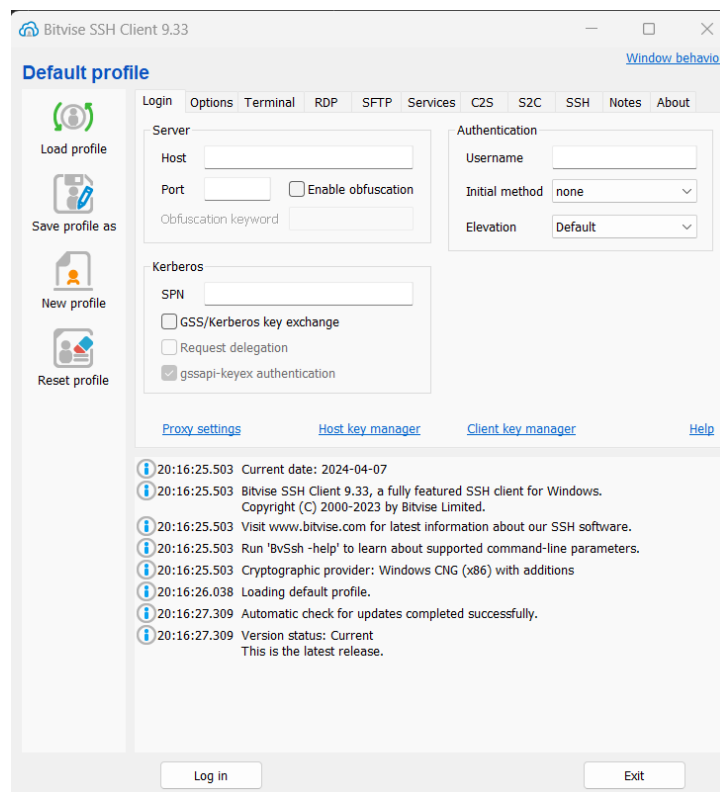 Bitvise SSH Client 9.33
Window behavio
Default profile
Load profile
Save profile as
New profile
Reset profile
Login Options Terminal RDP SFTP Services C2S S2C SSH Notes About
Server
Host
Port Enable obfuscation
Obfuscation keyword
Authentication
Username
Initial method none
Elevation Default
Kerberos
SPN
GSS/Kerberos key exchange
Request delegation
gssapi-keyex authentication
Proxy settings Host key manager Client key manager Help
20:16:25.503 Current date: 2024-04-07
20:16:25.503 Bitvise SSH Client 9.33, a fully featured SSH client for Windows.
Copyright (C) 2000-2023 by Bitvise Limited.
20:16:25.503 Visit www.bitvise.com for latest information about our SSH software.
20:16:25.503 Run 'BvSsh -help' to learn about supported command-line parameters.
20:16:25.503 Cryptographic provider: Windows CNG (x86) with additions
20:16:26.038 Loading default profile.
20:16:27.309 Automatic check for updates completed successfully.
20:16:27.309 Version status: Current
This is the latest release.
Log in Exit